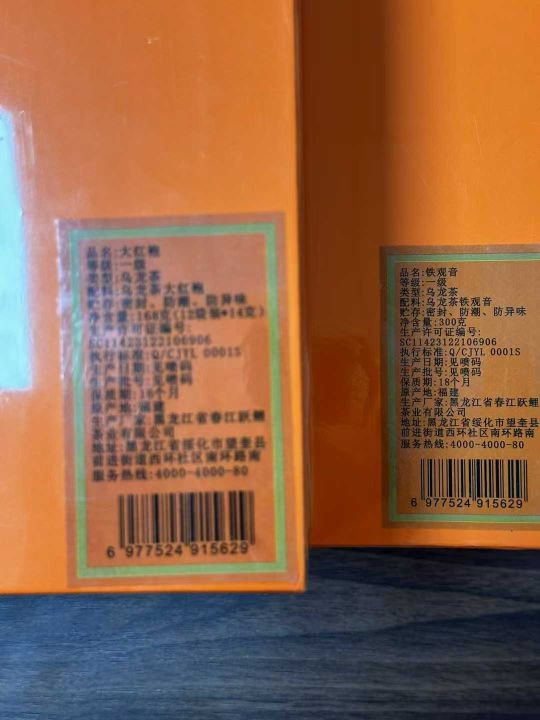 品名:大红袍
等级:一级
类型:乌龙茶
配料:乌龙茶大红袍
贮存:密封、防潮、防异味
净含量:168克(12袋装*14克)
生产许可证编号:
SC11423122106906
执行标准:Q/CJYL 0001S
生产日期:见喷码
生产批号:见喷码
保质期:18个月
原产地:福建
生产厂家:黑龙江省春江跃鲤
茶业有限公司
地址:黑龙江省绥化市望奎县
前进街道西环社区南环路南
服务热线:4000-4000-80
6 977524 915629
品名:铁观音
等级:一级
类型:乌龙茶
配料:乌龙茶铁观音
贮存:密封、防潮、防异味
净含量:300克
生产许可证编号:
SC11423122106906
执行标准:Q/CJYL 0001S
生产日期:见喷码
生产批号:见喷码
保质期:18个月
原产地:福建
生产厂家:黑龙江省春江跃鲤
茶业有限公司
地址:黑龙江省绥化市望奎县
前进街道西环社区南环路南
服务热线:4000-4000-80
6 977524 915629